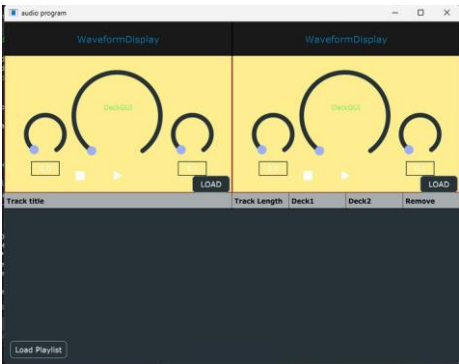 audio program
WaveformDisplay WaveformDisplay
DeckGUI DeckGUI
LOAD LOAD
Track title Track Length Deck1 Deck2 Remove
Load Playlist